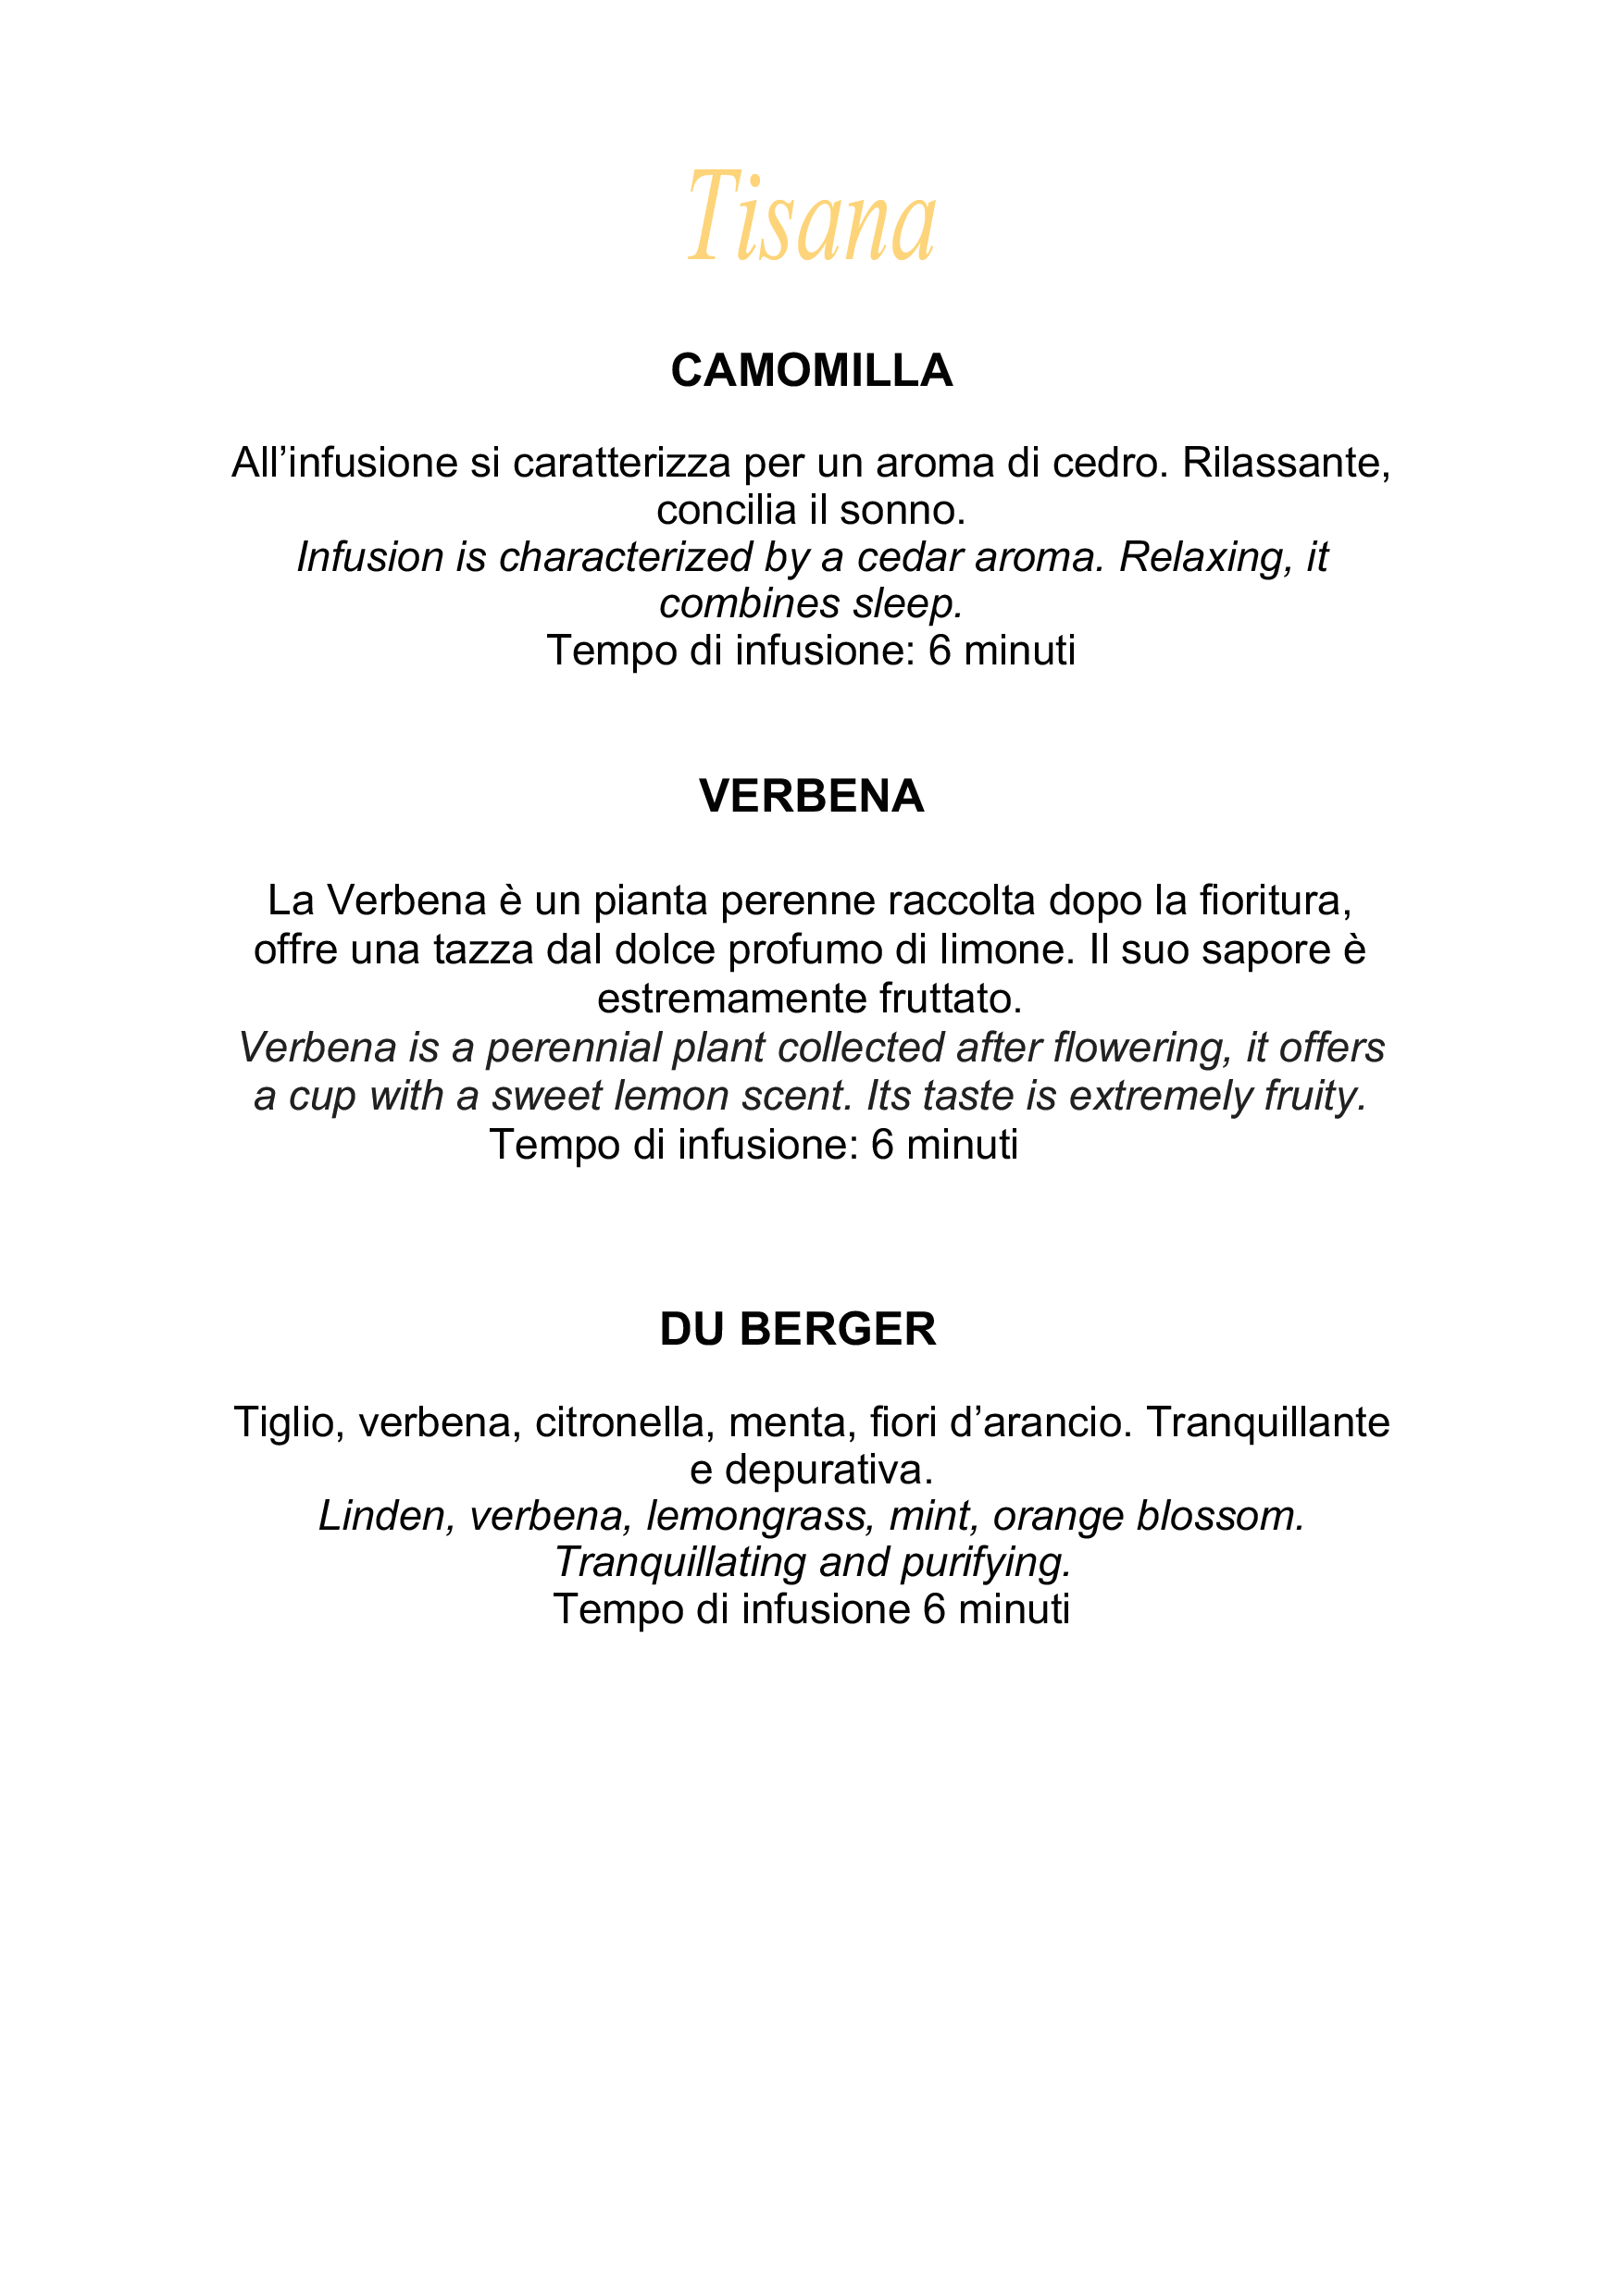 Tisana
CAMOMILLA
All’infusione si caratterizza per un aroma di cedro. Rilassante,
concilia il sonno.
Infusion is characterized by a cedar aroma. Relaxing, it
combines sleep.
Tempo di infusione: 6 minuti
VERBENA
La Verbena è un pianta perenne raccolta dopo la fioritura,
offre una tazza dal dolce profumo di limone. Il suo sapore è
estremamente fruttato.
Verbena is a perennial plant collected after flowering, it offers
a cup with a sweet lemon scent. Its taste is extremely fruity.
Tempo di infusione: 6 minuti
DU BERGER
Tiglio, verbena, citronella, menta, fiori d’arancio. Tranquillante
e depurativa.
Linden, verbena, lemongrass, mint, orange blossom.
Tranquillating and purifying.
Tempo di infusione 6 minuti